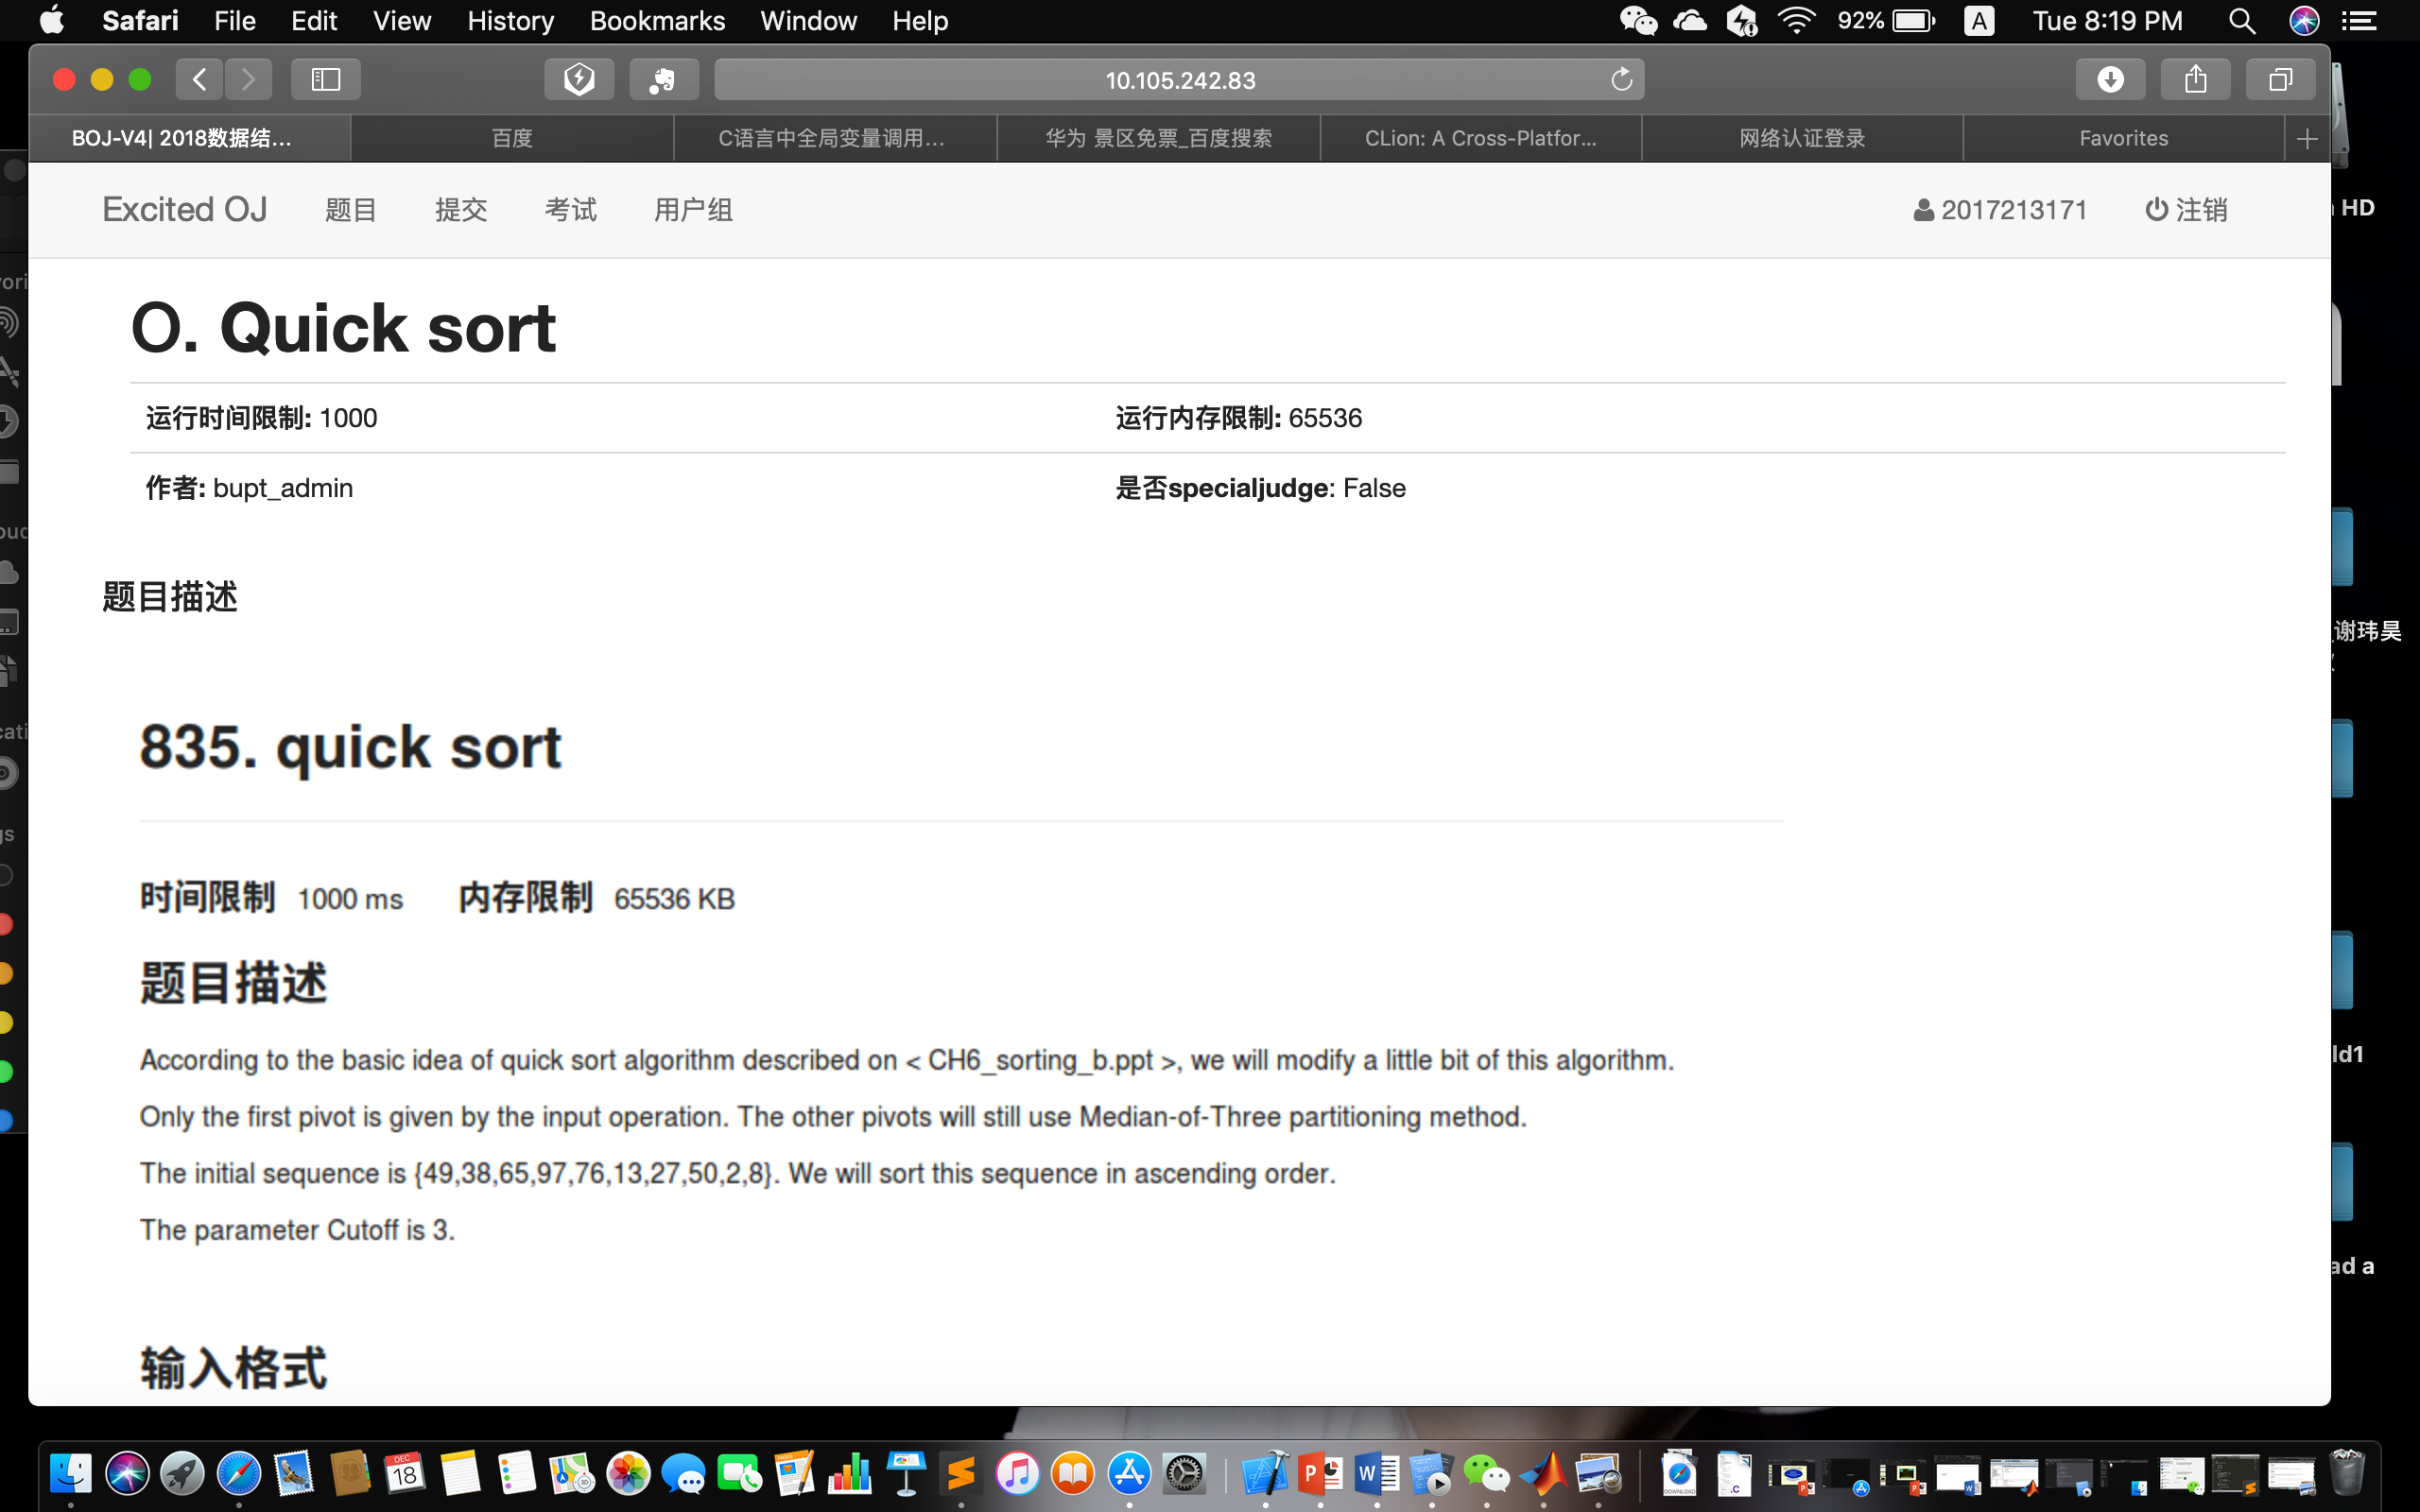 Safari File Edit View History Bookmarks Window Help 92% A Tue 8:19 PM
10.105.242.83
BOJ-V4| 2018数据结... 百度 C语言中全局变量调用... 华为 景区免票_百度搜索 CLion: A Cross-Platfor... 网络认证登录 Favorites
Excited OJ 题目 提交 考试 用户组 2017213171 注销
HD
O. Quick sort
运行时间限制: 1000 运行内存限制: 65536
作者: bupt_admin 是否specialjudge: False
题目描述
谢玮昊
835. quick sort
时间限制 1000 ms 内存限制 65536 KB
题目描述
According to the basic idea of quick sort algorithm described on < CH6_sorting_b.ppt >, we will modify a little bit of this algorithm.
Only the first pivot is given by the input operation. The other pivots will still use Median-of-Three partitioning method.
The initial sequence is {49,38,65,97,76,13,27,50,2,8}. We will sort this sequence in ascending order.
ld1
The parameter Cutoff is 3.
ad a
输入格式
DEC
18